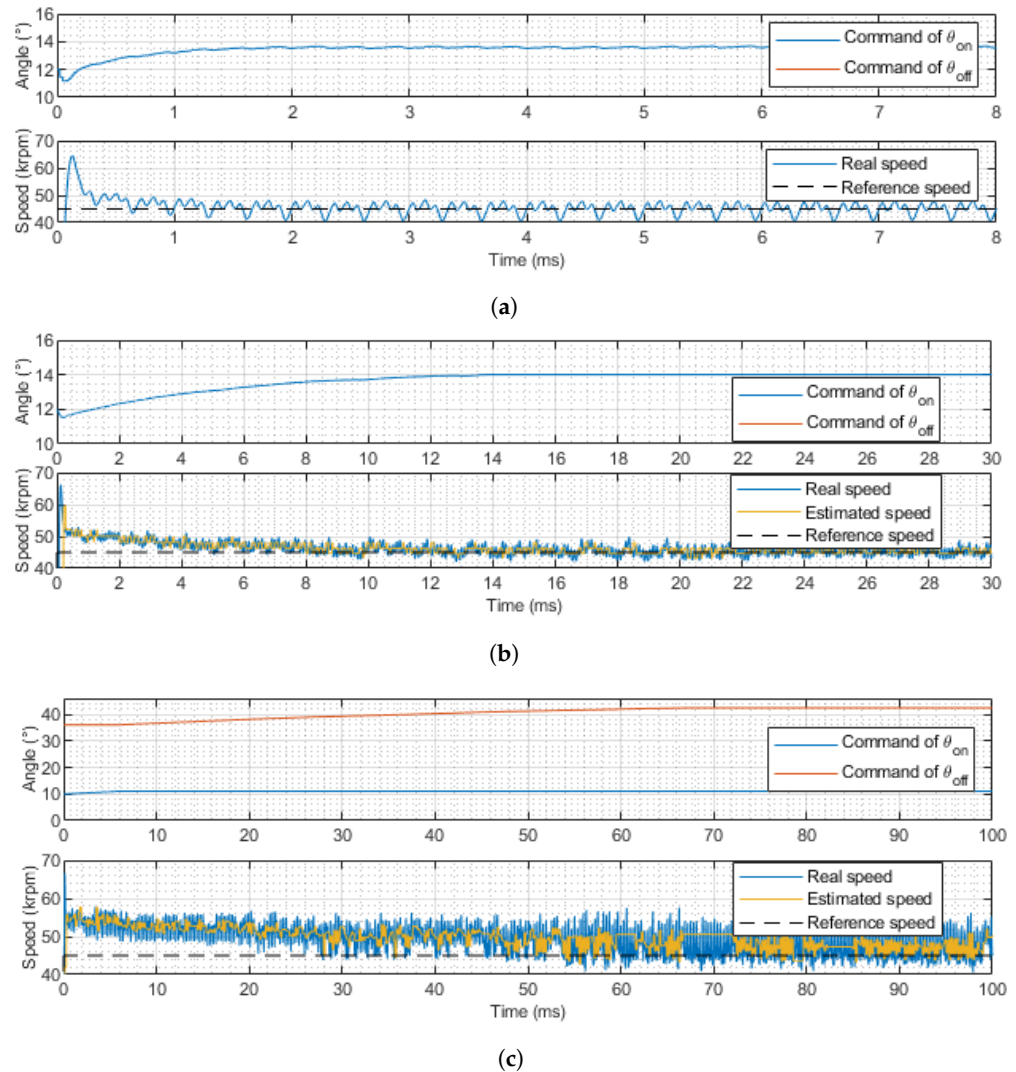 16
14
12
10
Angle (°)
Command of θon
Command of θoff
0 1 2 3 4 5 6 7 8
70
60
50
40
Speed (krpm)
Real speed
Reference speed
0 1 2 3 4 5 6 7 8
Time (ms)
(a)
16
14
12
10
Angle (°)
Command of θon
Command of θoff
0 2 4 6 8 10 12 14 16 18 20 22 24 26 28 30
70
60
50
40
Speed (krpm)
Real speed
Estimated speed
Reference speed
0 2 4 6 8 10 12 14 16 18 20 22 24 26 28 30
Time (ms)
(b)
40
30
20
10
0
Angle (°)
Command of θon
Command of θoff
0 10 20 30 40 50 60 70 80 90 100
70
60
50
40
Speed (krpm)
Real speed
Estimated speed
Reference speed
0 10 20 30 40 50 60 70 80 90 100
Time (ms)
(c)